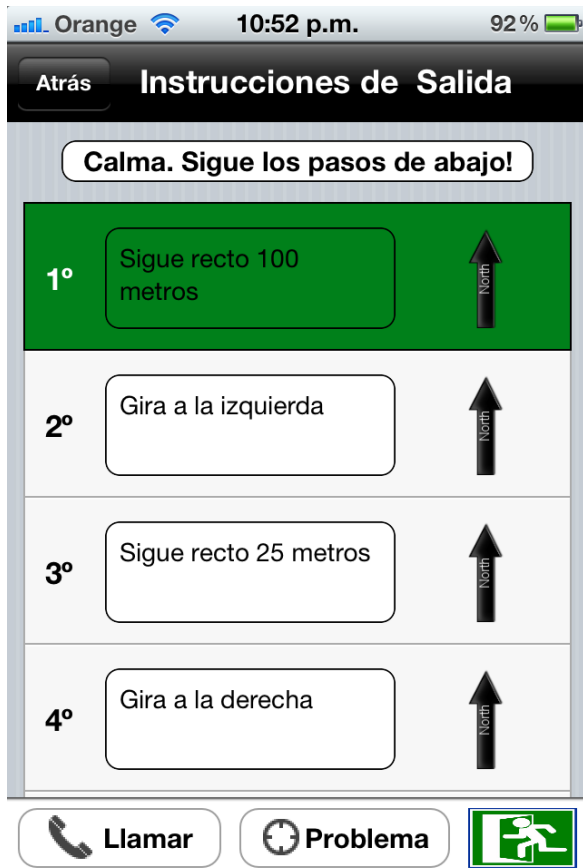 Orange 10:52 p.m. 92%
Atrás Instrucciones de Salida
Calma. Sigue los pasos de abajo!
1º Sigue recto 100
metros
North
2º Gira a la izquierda
North
3º Sigue recto 25 metros
North
4º Gira a la derecha
North
Llamar Problema